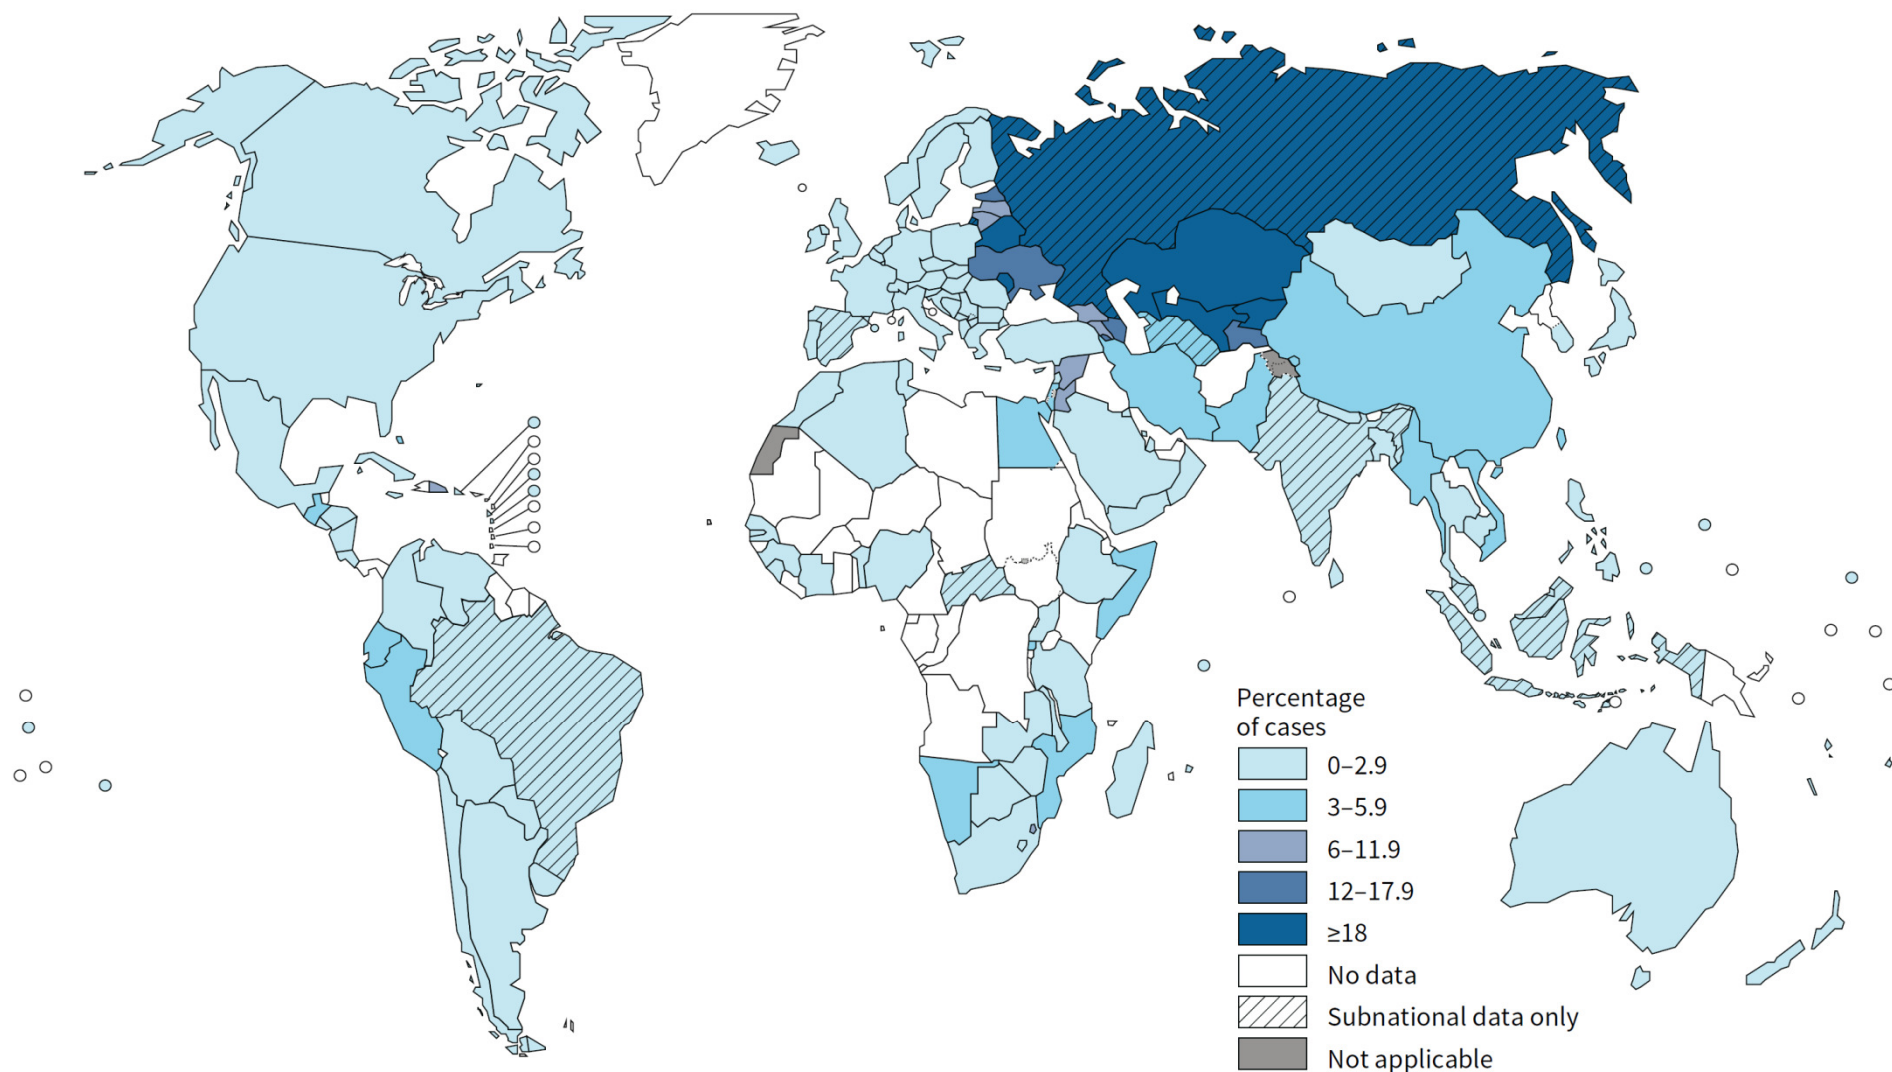 Percentage
of cases
0–2.9
3–5.9
6–11.9
12–17.9
≥18
No data
Subnational data only
Not applicable